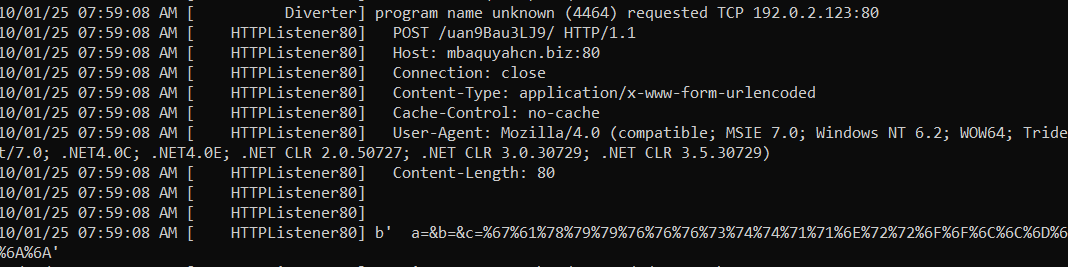 10/01/25 07:59:08 AM [ Diverter] program name unknown (4464) requested TCP 192.0.2.123:80
10/01/25 07:59:08 AM [ HTTPListener80] POST /uan9Bau3LJ9/ HTTP/1.1
10/01/25 07:59:08 AM [ HTTPListener80] Host: mbaquyahcn.biz:80
10/01/25 07:59:08 AM [ HTTPListener80] Connection: close
10/01/25 07:59:08 AM [ HTTPListener80] Content-Type: application/x-www-form-urlencoded
10/01/25 07:59:08 AM [ HTTPListener80] Cache-Control: no-cache
10/01/25 07:59:08 AM [ HTTPListener80] User-Agent: Mozilla/4.0 (compatible; MSIE 7.0; Windows NT 6.2; WOW64; Tride
t/7.0; .NET4.0C; .NET4.0E; .NET CLR 2.0.50727; .NET CLR 3.0.30729; .NET CLR 3.5.30729)
10/01/25 07:59:08 AM [ HTTPListener80] Content-Length: 80
10/01/25 07:59:08 AM [ HTTPListener80]
10/01/25 07:59:08 AM [ HTTPListener80]
10/01/25 07:59:08 AM [ HTTPListener80] b' a=&b=&c=%67%61%78%79%79%76%76%76%73%74%74%71%71%6E%72%72%6F%6F%6C%6C%6D%6
%6A%6A'